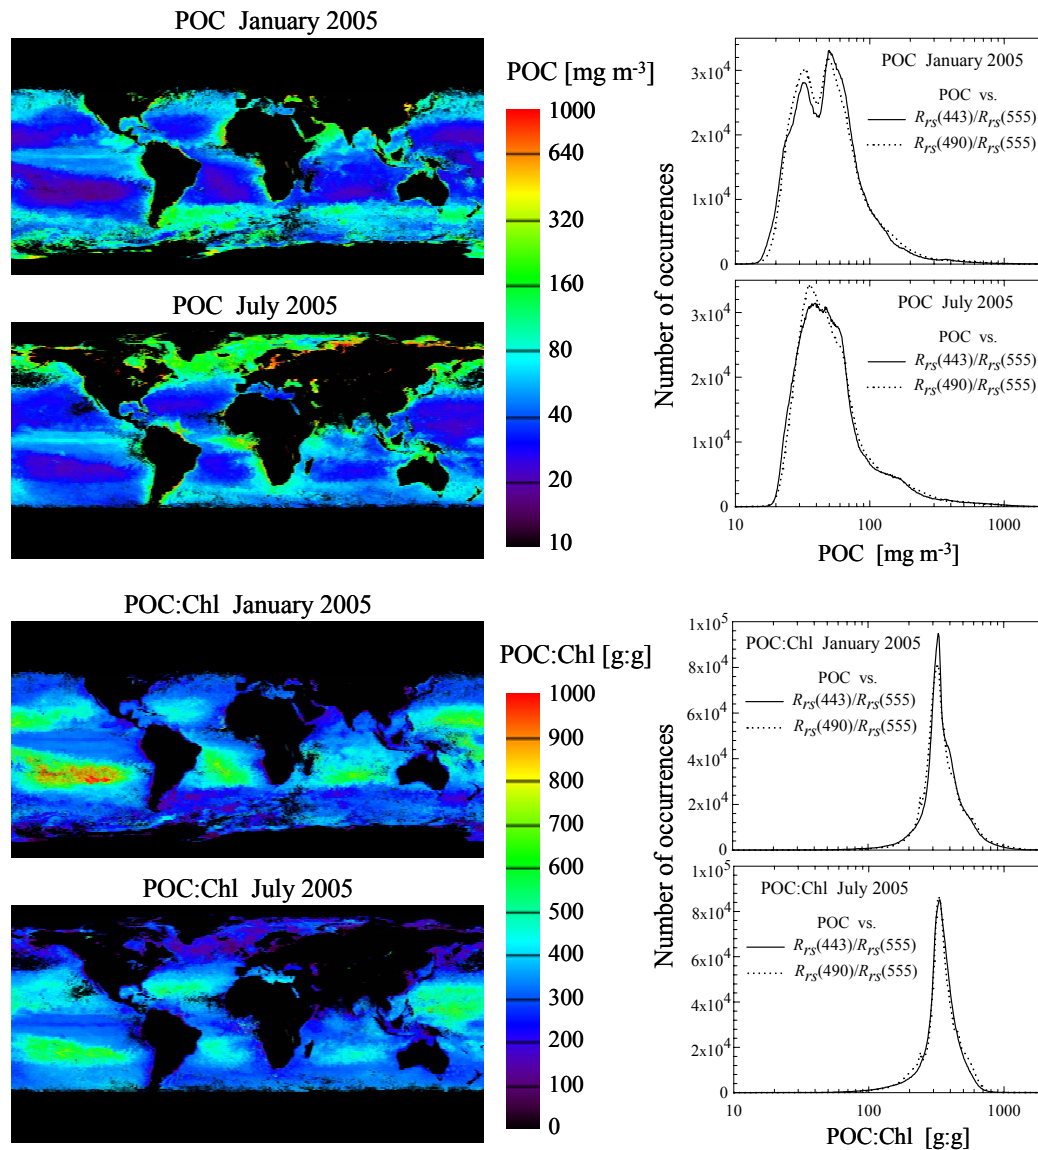 POC January 2005
POC [mg m-3]
1000
640
320
160
80
40
20
10
POC July 2005
Number of occurrences
3x10⁴
2x10⁴
1x10⁴
0
POC January 2005
POC vs.
Rrs(443)/Rrs(555)
Rrs(490)/Rrs(555)
3x10⁴
2x10⁴
1x10⁴
0
POC July 2005
POC vs.
Rrs(443)/Rrs(555)
Rrs(490)/Rrs(555)
10
100
1000
POC [mg m-3]
POC:Chl January 2005
POC:Chl [g:g]
1000
900
800
700
600
500
400
300
200
100
0
POC:Chl July 2005
Number of occurrences
1x10⁵
8x10⁴
6x10⁴
4x10⁴
2x10⁴
0
POC:Chl January 2005
POC vs.
Rrs(443)/Rrs(555)
Rrs(490)/Rrs(555)
1x10⁵
8x10⁴
6x10⁴
4x10⁴
2x10⁴
0
POC:Chl July 2005
POC vs.
Rrs(443)/Rrs(555)
Rrs(490)/Rrs(555)
10
100
1000
POC:Chl [g:g]